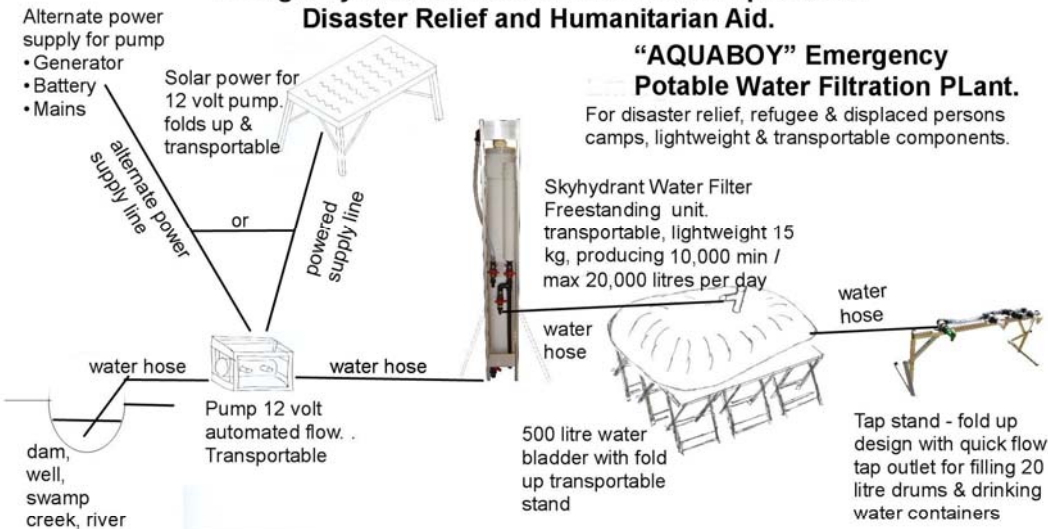 Disaster Relief and Humanitarian Aid.
"AQUABOY" Emergency
Potable Water Filtration PLant.
For disaster relief, refugee & displaced persons
camps, lightweight & transportable components.
Alternate power
supply for pump
• Generator
• Battery
• Mains
Solar power for
12 volt pump.
folds up &
transportable
alternate power
supply line
or
powered
supply line
Skyhydrant Water Filter
Freestanding unit.
transportable, lightweight 15
kg, producing 10,000 min /
max 20,000 litres per day
water
hose
water
hose
water hose
water hose
Pump 12 volt
automated flow. .
Transportable
dam,
well,
swamp
creek, river
500 litre water
bladder with fold
up transportable
stand
Tap stand - fold up
design with quick flow
tap outlet for filling 20
litre drums & drinking
water containers